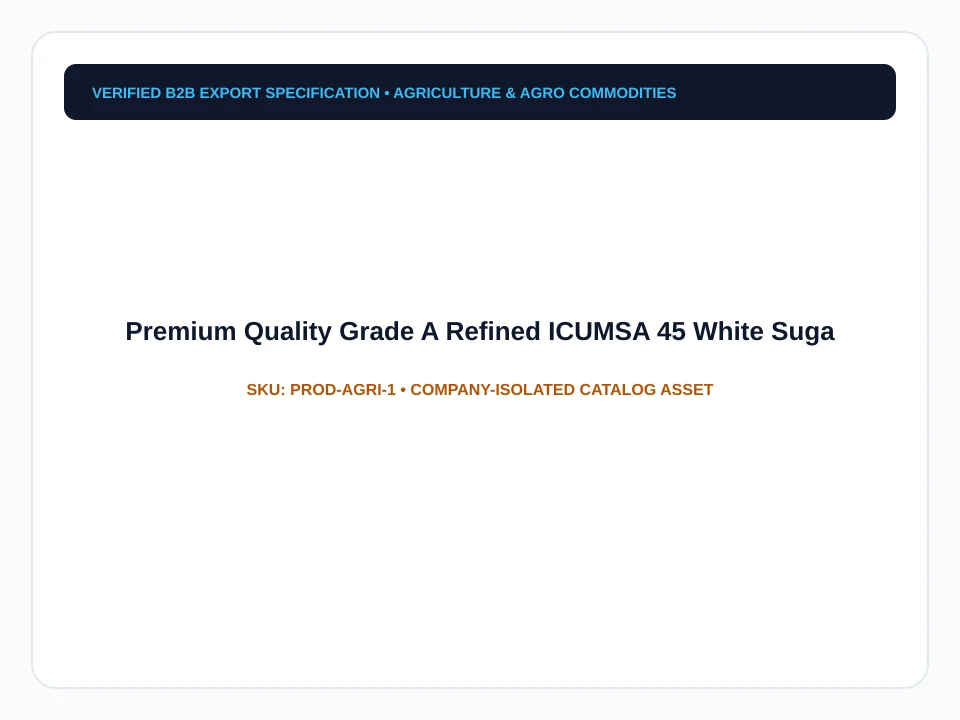 VERIFIED B2B EXPORT SPECIFICATION • AGRICULTURE & AGRO COMMODITIES
Premium Quality Grade A Refined ICUMSA 45 White Suga
SKU: PROD-AGRI-1 • COMPANY-ISOLATED CATALOG ASSET